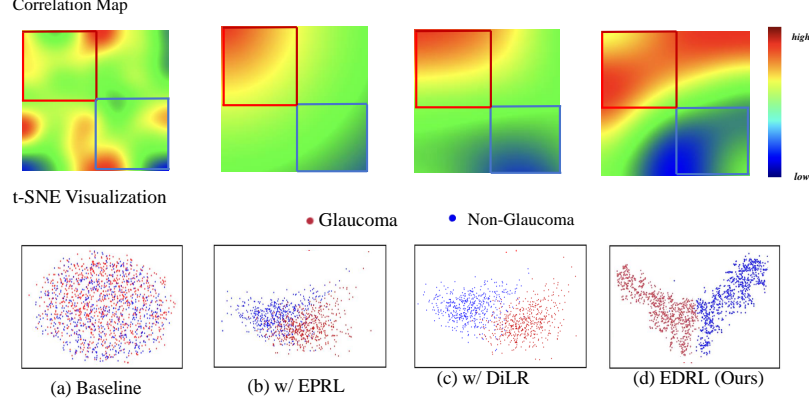 Correlation Map
high
low
t-SNE Visualization
Glaucoma
Non-Glaucoma
(a) Baseline
(b) w/ EPRL
(c) w/ DiLR
(d) EDRL (Ours)